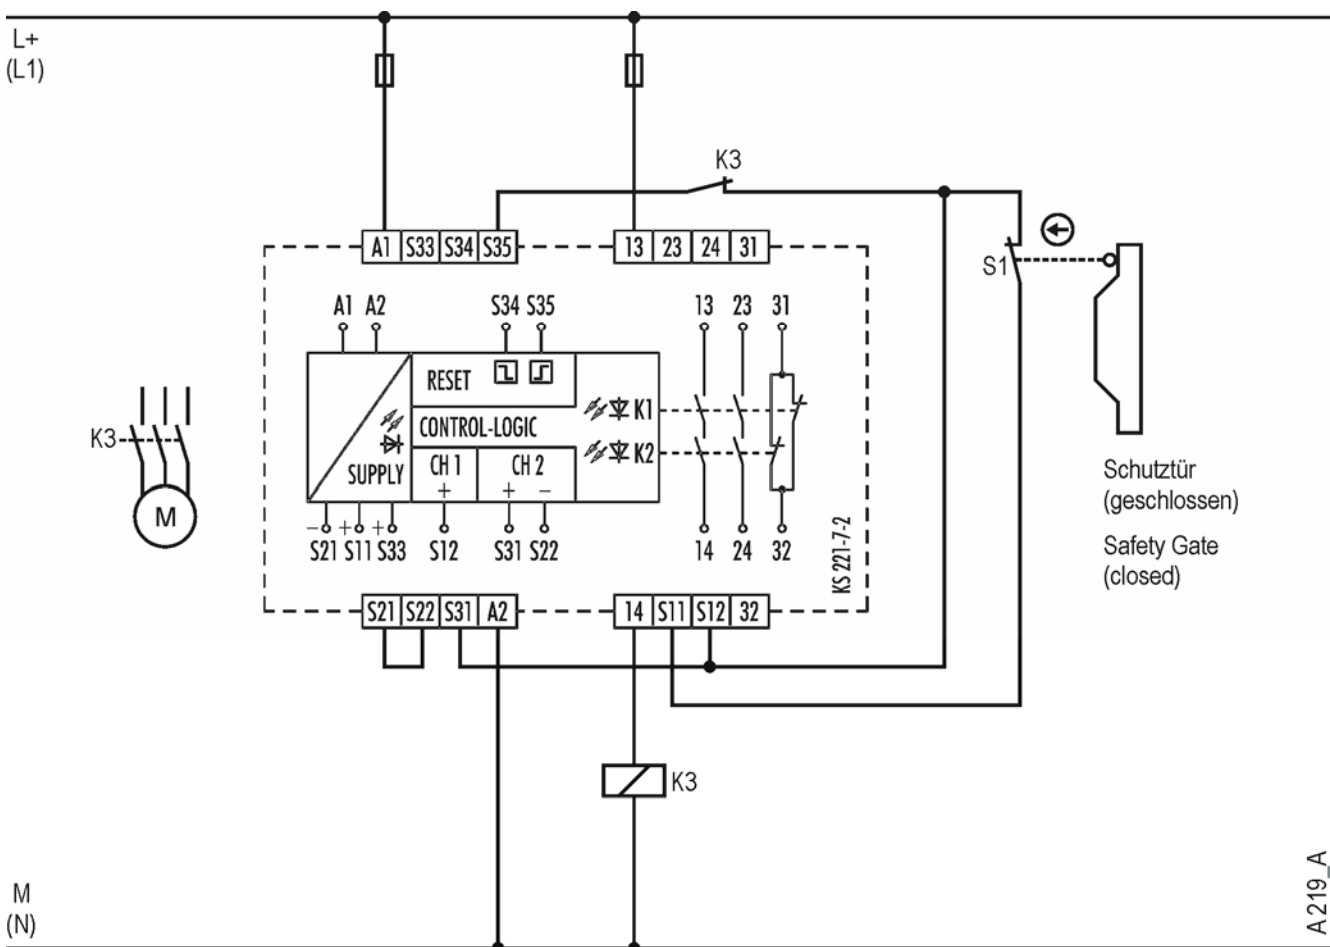 L+
(L1)
K3
A1 S33 S34 S35
13 23 24 31
S1
A1 A2
S34 S35
13 23 31
RESET
K1
CONTROL-LOGIC
K3
K2
SUPPLY
CH 1
CH 2
+
+ -
M
- + +
S21 S11 S33
S12
S31 S22
14 24 32
KS 221-7-2
Schutztür
(geschlossen)
Safety Gate
(closed)
S21 S22 S31 A2
14 S11 S12 32
K3
M
(N)
A219_A